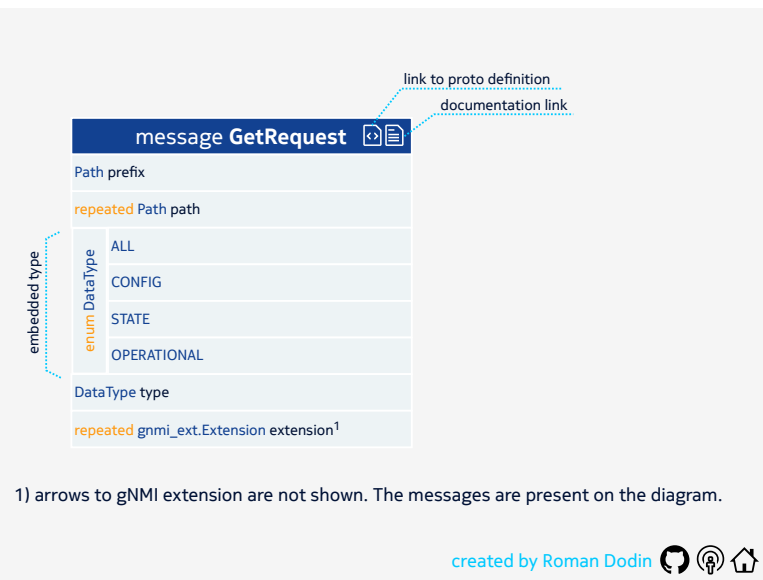 link to proto definition
documentation link
message GetRequest
Path prefix
repeated Path path
embedded type
enum DataType
ALL
CONFIG
STATE
OPERATIONAL
DataType type
repeated gnmi_ext.Extension extension1
1) arrows to gNMI extension are not shown. The messages are present on the diagram.
created by Roman Dodin